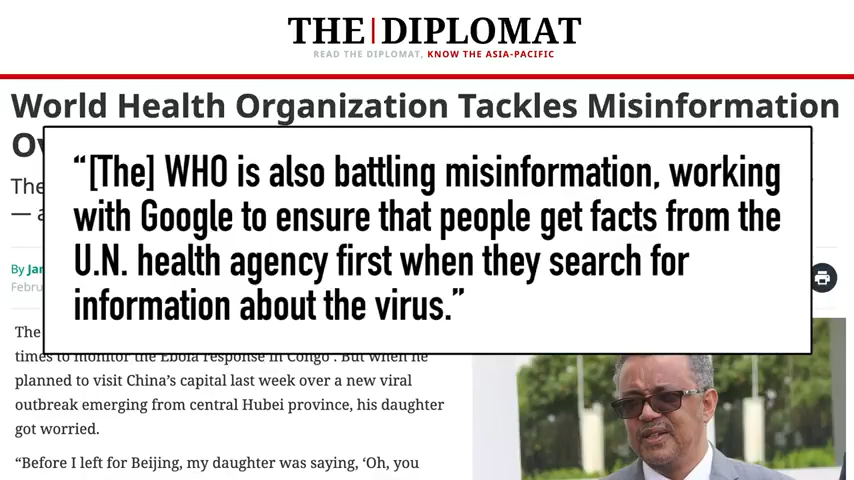 THE|DIPLOMAT
READ THE DIPLOMAT, KNOW THE ASIA-PACIFIC
World Health Organization Tackles Misinformation
“[The] WHO is also battling misinformation, working
with Google to ensure that people get facts from the
U.N. health agency first when they search for
information about the virus.”
The
— a
By Jar
Febru
The
times to monitor the Ebola response in Congo . But when he
planned to visit China’s capital last week over a new viral
outbreak emerging from central Hubei province, his daughter
got worried.
“Before I left for Beijing, my daughter was saying, ‘Oh, you